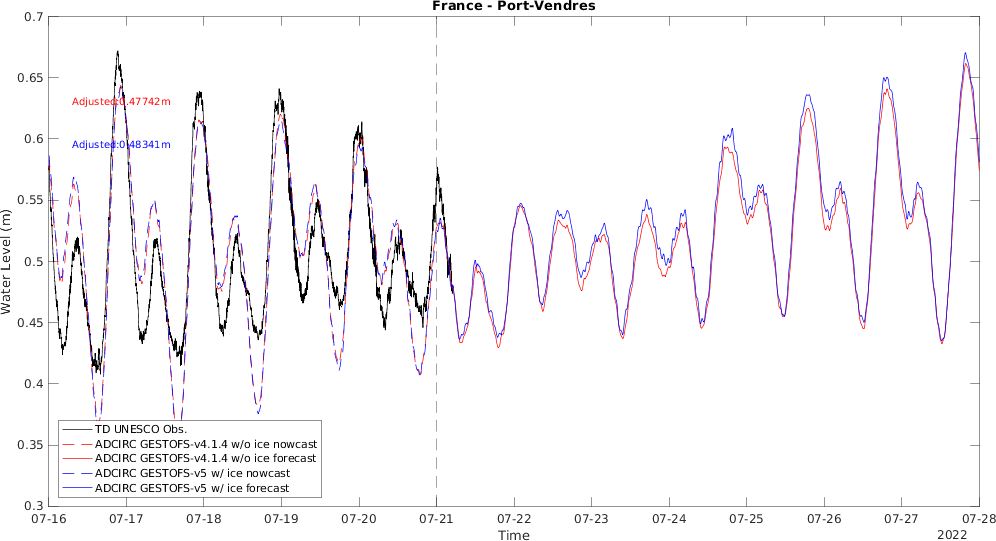 France - Port-Vendres
0.7
0.65
0.6
0.55
0.5
0.45
0.4
0.35
0.3
Water Level (m)
Adjusted:0.47742m
Adjusted:0.48341m
TD UNESCO Obs.
ADCIRC GESTOFS-v4.1.4 w/o ice nowcast
ADCIRC GESTOFS-v4.1.4 w/o ice forecast
ADCIRC GESTOFS-v5 w/ ice nowcast
ADCIRC GESTOFS-v5 w/ ice forecast
07-16 07-17 07-18 07-19 07-20 07-21 07-22 07-23 07-24 07-25 07-26 07-27 07-28
Time
2022